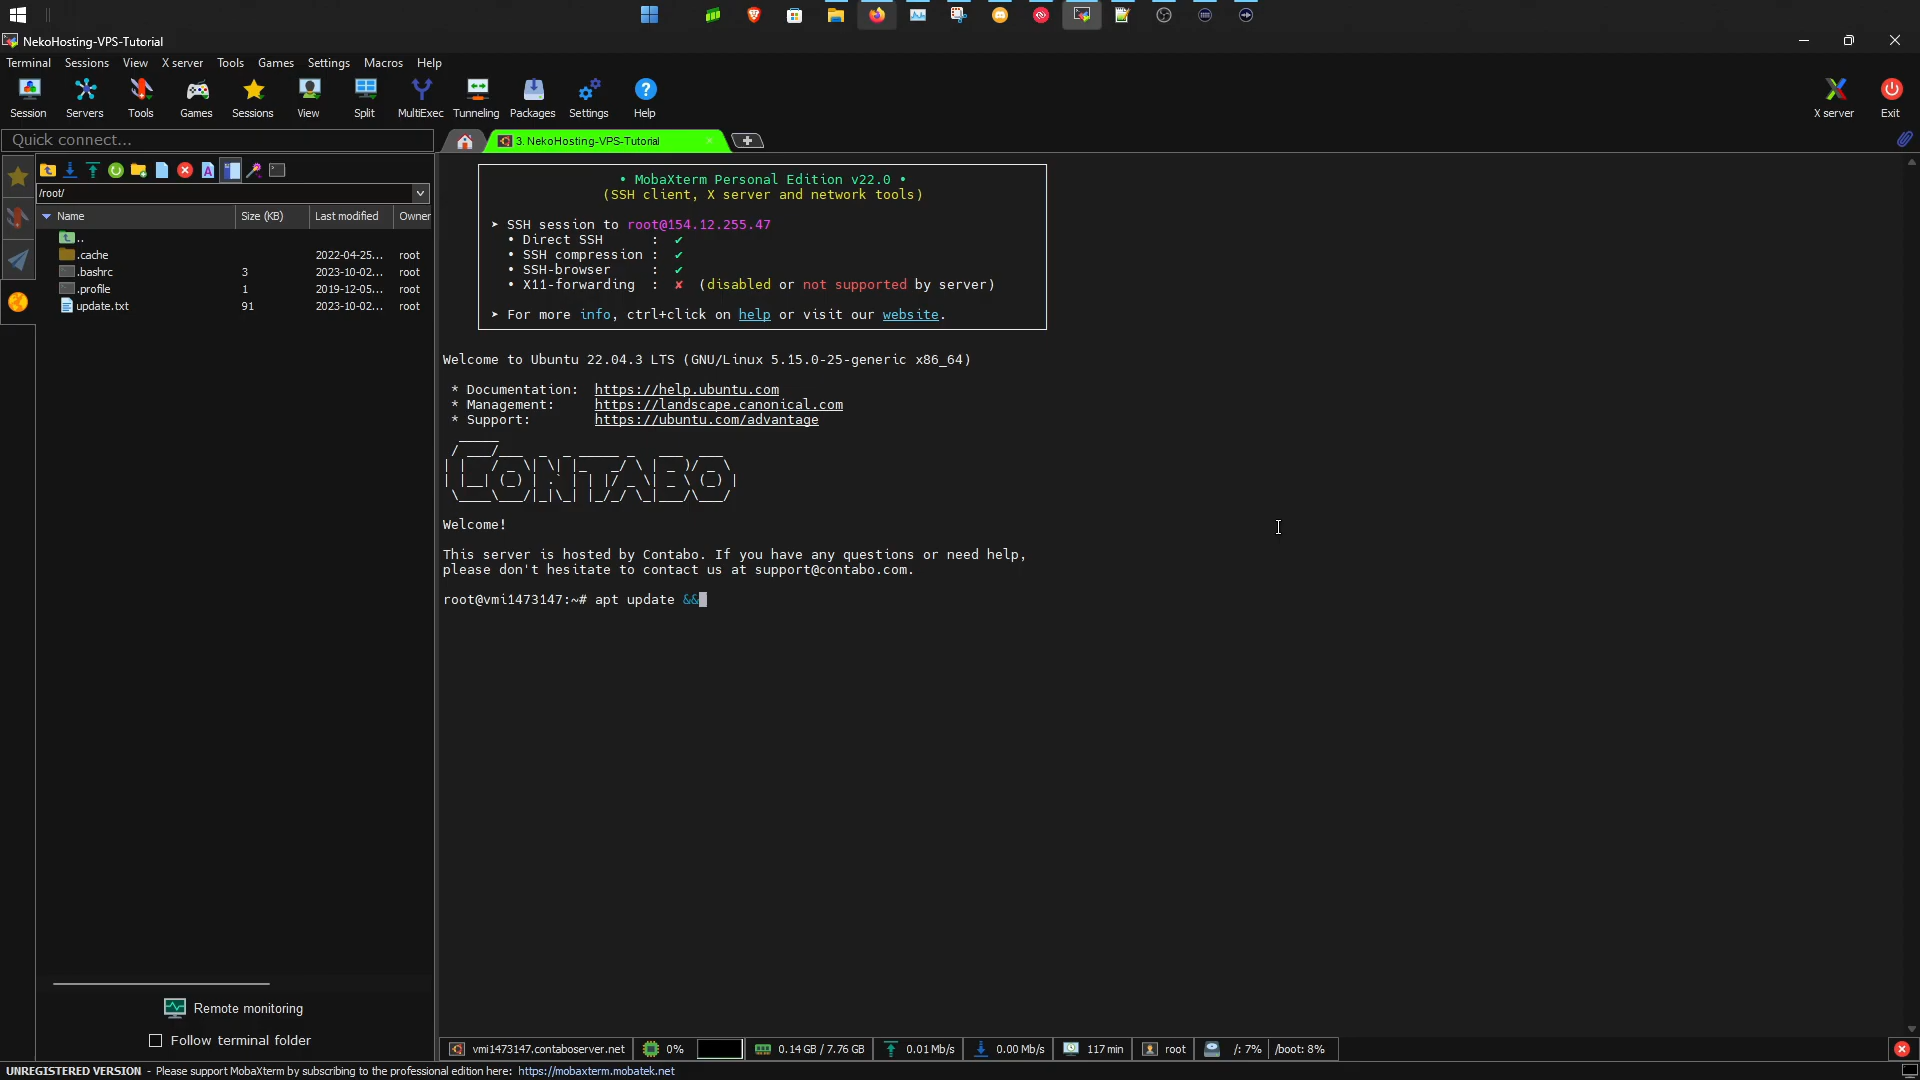 NekoHosting-VPS-Tutorial
Terminal Sessions View X server Tools Games Settings Macros Help
Session Servers Tools Games Sessions View Split MultiExec Tunneling Packages Settings Help X server Exit
Quick connect...
3. NekoHosting-VPS-Tutorial
/root/
Name Size (KB) Last modified Owner
..
.cache 2022-04-25... root
.bashrc 3 2023-10-02... root
.profile 1 2019-12-05... root
update.txt 91 2023-10-02... root
Remote monitoring
Follow terminal folder
• MobaXterm Personal Edition v22.0 •
(SSH client, X server and network tools)
➤ SSH session to root@154.12.255.47
• Direct SSH : ✔
• SSH compression : ✔
• SSH-browser : ✔
• X11-forwarding : ✘ (disabled or not supported by server)
➤ For more info, ctrl+click on help or visit our website.
Welcome to Ubuntu 22.04.3 LTS (GNU/Linux 5.15.0-25-generic x86_64)
* Documentation: https://help.ubuntu.com
* Management: https://landscape.canonical.com
* Support: https://ubuntu.com/advantage
CONTABO
Welcome!
This server is hosted by Contabo. If you have any questions or need help,
please don't hesitate to contact us at support@contabo.com.
root@vmi1473147:~# apt update &&
vmi1473147.contaboserver.net 0% 0.14 GB / 7.76 GB 0.01 Mb/s 0.00 Mb/s 117 min root /: 7% /boot: 8%
UNREGISTERED VERSION - Please support MobaXterm by subscribing to the professional edition here: https://mobaxterm.mobatek.net